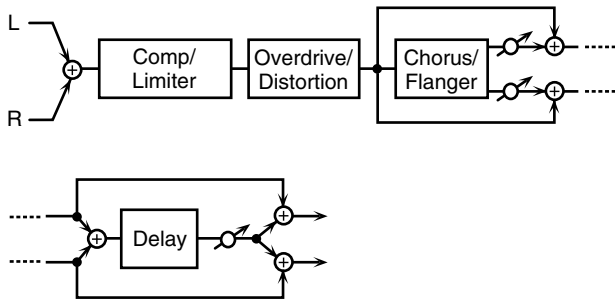 L
R
Comp/
Limiter
Overdrive/
Distortion
Chorus/
Flanger
Delay